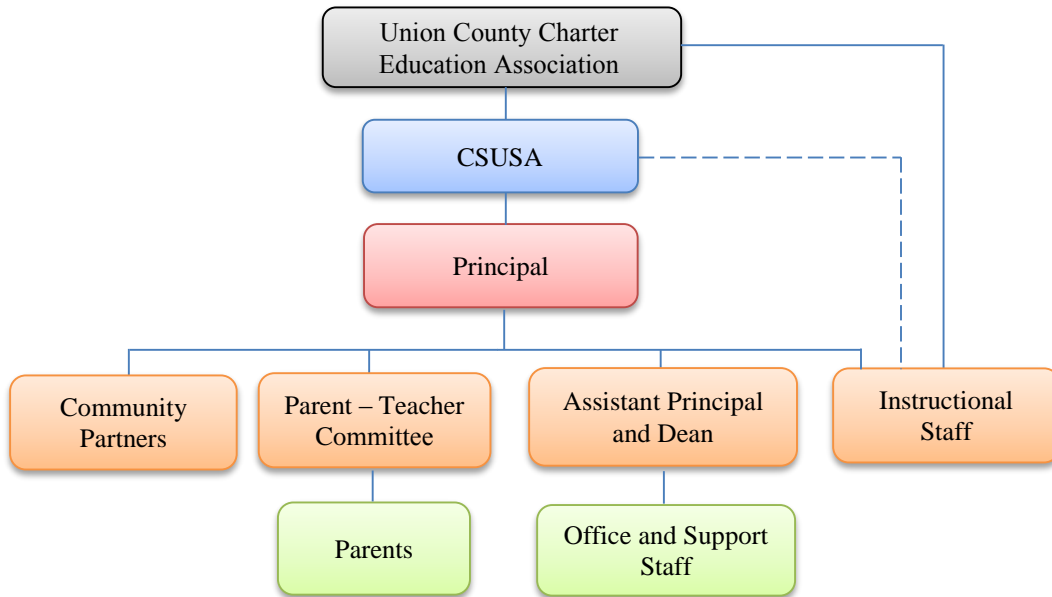 Union County Charter
Education Association
CSUSA
Principal
Community
Partners
Parent – Teacher
Committee
Assistant Principal
and Dean
Instructional
Staff
Parents
Office and Support
Staff